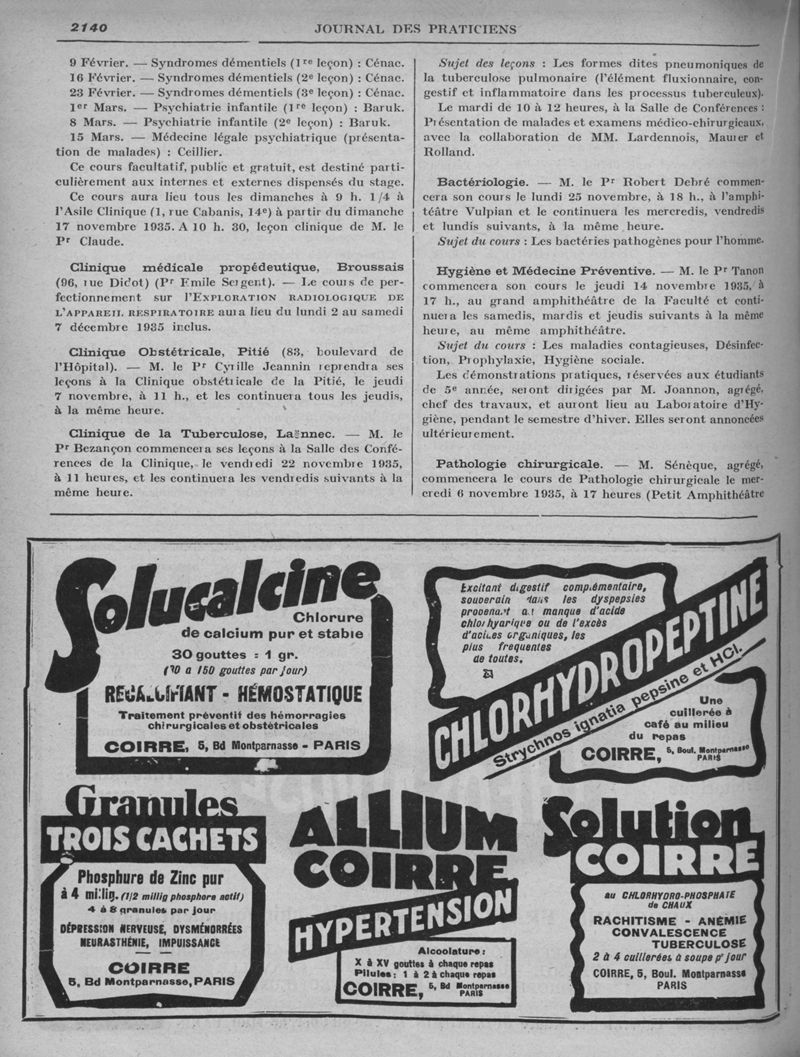 2140
JOURNAL DES PRATICIENS
9 Février. — Syndromes démentiels (1re leçon) : Cénac.
16 Février. — Syndromes démentiels (2e leçon) : Cénac.
23 Février. — Syndromes démentiels (3e leçon) : Cénac.
1er Mars. — Psychiatrie infantile (1re leçon) : Baruk.
8 Mars. — Psychiatrie infantile (2e leçon) : Baruk.
15 Mars. — Médecine légale psychiatrique (présenta-
tion de malades) : Ceillier.
Ce cours facultatif, public et gratuit, est destiné parti-
culièrement aux internes et externes dispensés du stage.
Ce cours aura lieu tous les dimanches à 9 h. 1/4 à
l'Asile Clinique (1, rue Cabanis, 14e) à partir du dimanche
17 novembre 1935. A 10 h. 30, leçon clinique de M. le
Pr Claude.
Clinique médicale propédeutique, Broussais
(96, rue Didot) (Pr Emile Sergent). — Le cours de per-
fectionnement sur l'EXPLORATION RADIOLOGIQUE DE
L'APPAREIL RESPIRATOIRE aura lieu du lundi 2 au samedi
7 décembre 1935 inclus.
Clinique Obstétricale, Pitié (83, boulevard de
l'Hôpital). — M. le Pr Cyrille Jeannin reprendra ses
leçons à la Clinique obstétricale de la Pitié, le jeudi
7 novembre, à 11 h., et les continuera tous les jeudis,
à la même heure.
Clinique de la Tuberculose, Laënnec. — M. le
Pr Bezançon commencera ses leçons à la Salle des Confé-
rences de la Clinique, le vendredi 22 novembre 1935,
à 11 heures, et les continuera les vendredis suivants à la
même heure.
Sujet des leçons : Les formes dites pneumoniques de
la tuberculose pulmonaire (l'élément fluxionnaire, con-
gestif et inflammatoire dans les processus tuberculeux).
Le mardi de 10 à 12 heures, à la Salle de Conférences :
Présentation de malades et examens médico-chirurgicaux,
avec la collaboration de MM. Lardennois, Maurer et
Rolland.
Bactériologie. — M. le Pr Robert Debré commen-
cera son cours le lundi 25 novembre, à 18 h., à l'amphi-
téâtre Vulpian et le continuera les mercredis, vendredis
et lundis suivants, à la même heure.
Sujet du cours : Les bactéries pathogènes pour l'homme.
Hygiène et Médecine Préventive. — M. le Pr Tanon
commencera son cours le jeudi 14 novembre 1935, à
17 h., au grand amphithéâtre de la Faculté et conti-
nuera les samedis, mardis et jeudis suivants à la même
heure, au même amphithéâtre.
Sujet du cours : Les maladies contagieuses, Désinfec-
tion, Prophylaxie, Hygiène sociale.
Les démonstrations pratiques, réservées aux étudiants
de 5e année, seront dirigées par M. Joannon, agrégé,
chef des travaux, et auront lieu au Laboratoire d'Hy-
giène, pendant le semestre d'hiver. Elles seront annoncées
ultérieurement.
Pathologie chirurgicale. — M. Sénèque, agrégé,
commencera le cours de Pathologie chirurgicale le mer-
credi 6 novembre 1935, à 17 heures (Petit Amphithéâtre
Solucalcine
Chlorure
de calcium pur et stable
30 gouttes = 1 gr.
(30 à 150 gouttes par jour)
RECALCIFIANT - HÉMOSTATIQUE
Traitement préventif des hémorragies
chirurgicales et obstétricales
COIRRE, 5, Bd Montparnasse - PARIS
Excitant digestif complémentaire,
souverain dans les dyspepsies
provenant du manque d'acide
chlorhydrique ou de l'excès
d'acides organiques, les
plus frequentes
de toutes.
CHLORHYDROPEPTINE
Strychnos ignatia pepsine et HCl.
Une
cuillerée à
café au milieu
du repas
COIRRE, 5, Boul. Montparnasse
PARIS
Granules
TROIS CACHETS
Phosphure de Zinc pur
à 4 millig. (1/2 millig phosphore actif)
4 à 8 granules par jour
DÉPRESSION NERVEUSE, DYSMÉNORRÉES
NEURASTHÉNIE, IMPUISSANCE
COIRRE
5, Bd Montparnasse, PARIS
ALLIUM
COIRRE
HYPERTENSION
Alcoolature :
X à XV gouttes à chaque repas
Pilules : 1 à 2 à chaque repas
COIRRE, 5, Bd Montparnasse
PARIS
Solution
COIRRE
au CHLORHYDRO-PHOSPHATE
de CHAUX
RACHITISME - ANÉMIE
CONVALESCENCE
TUBERCULOSE
2 à 4 cuillerées à soupe pr jour
COIRRE, 5, Boul. Montparnasse
PARIS